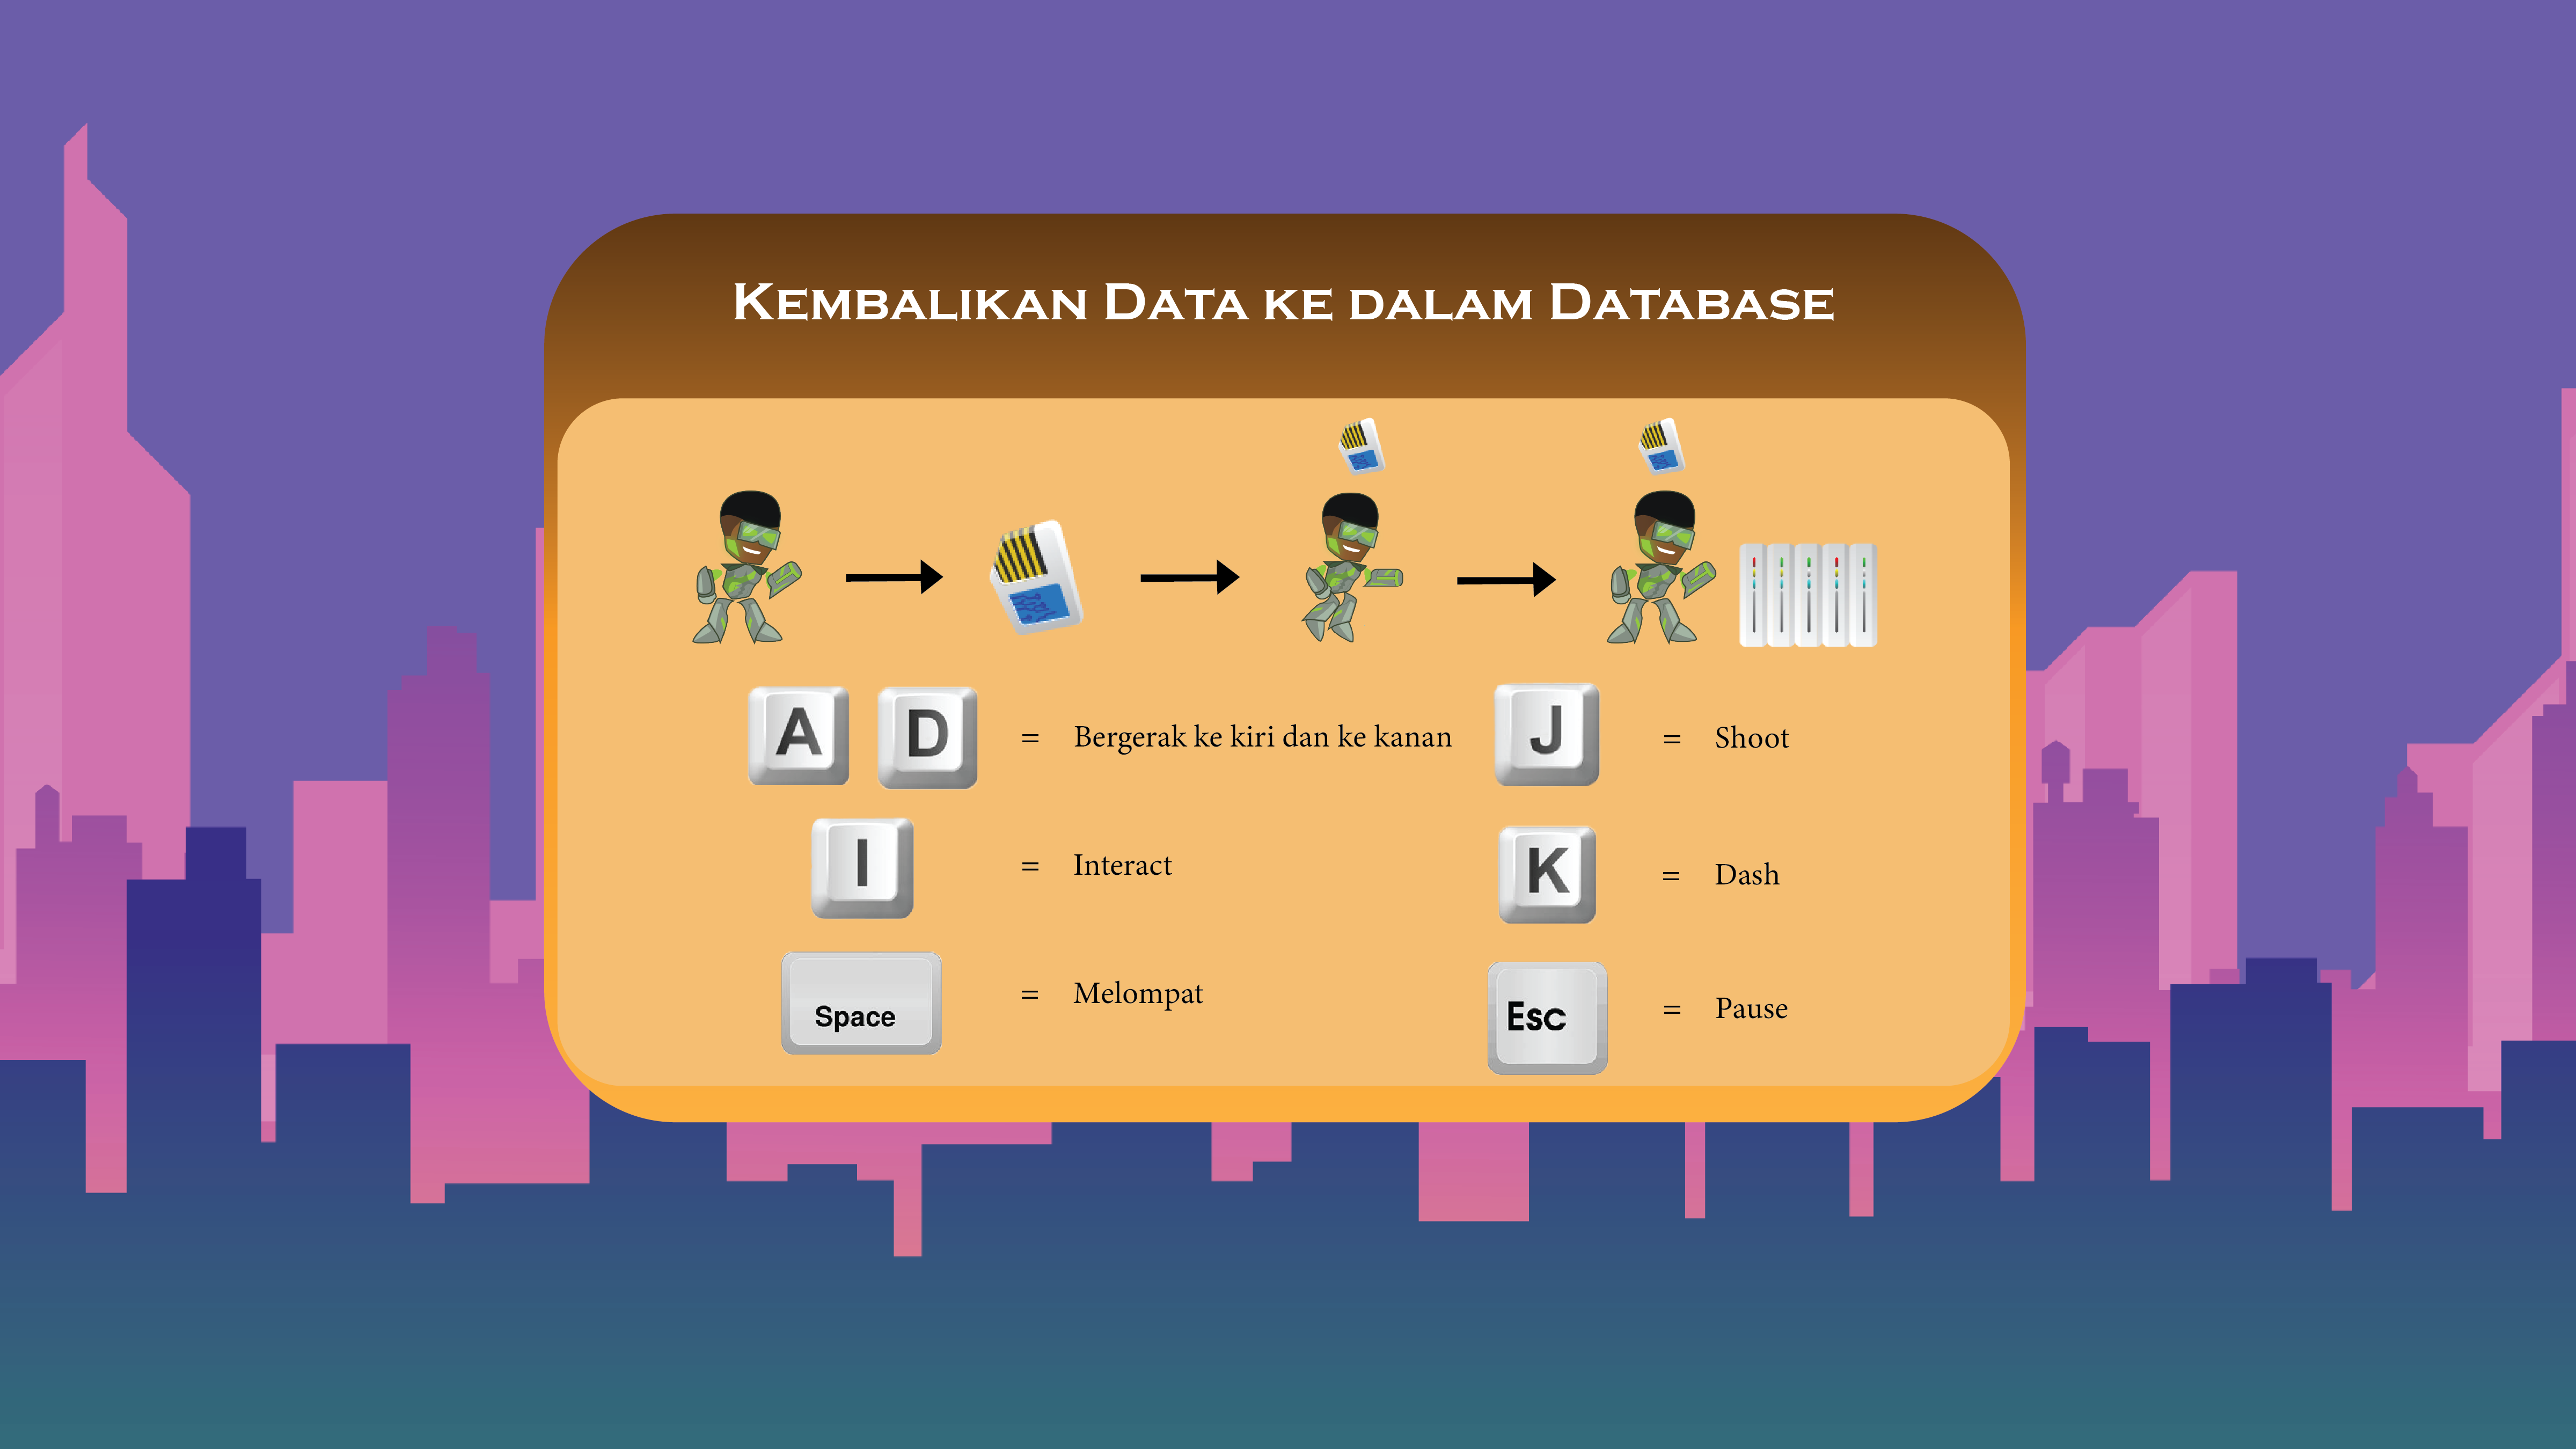 Kembalikan Data ke dalam Database
A D = Bergerak ke kiri dan ke kanan
J = Shoot
I = Interact
K = Dash
Space = Melompat
Esc = Pause